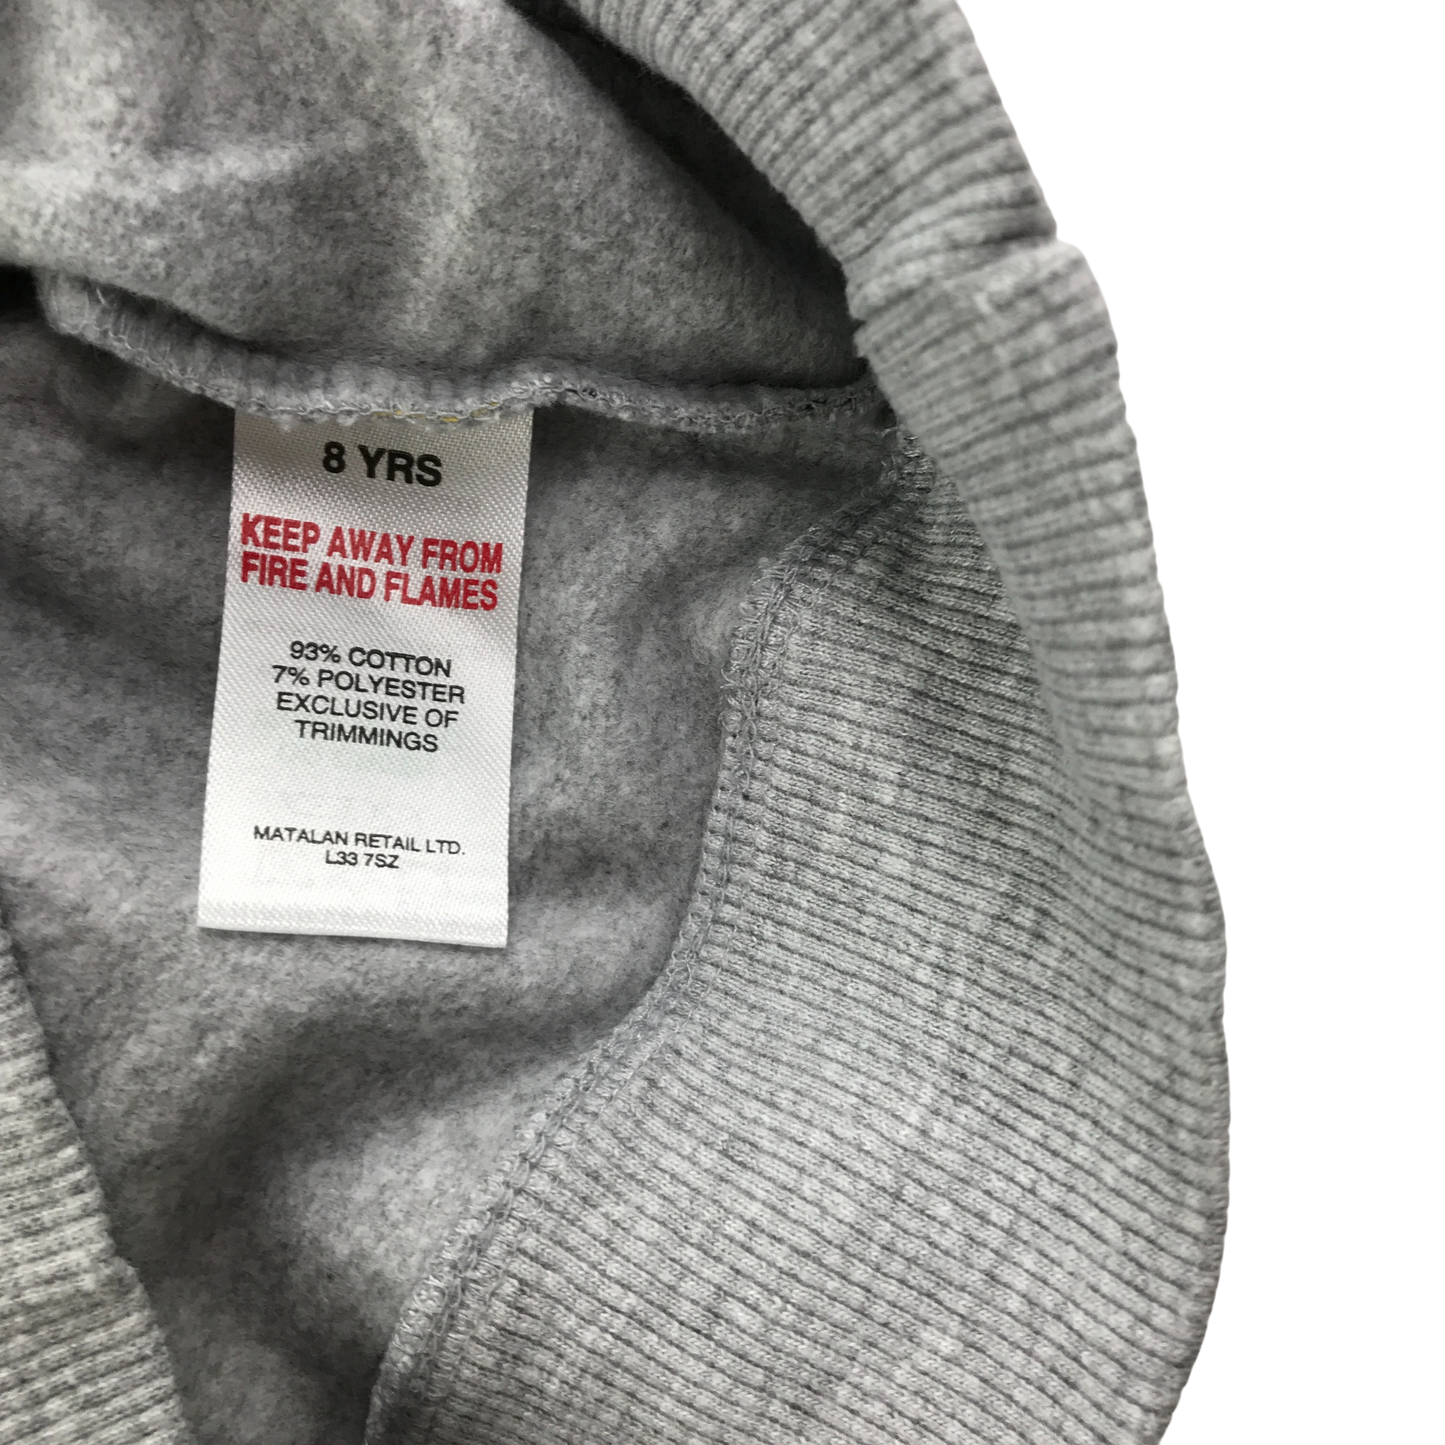 8 YRS
KEEP AWAY FROM
FIRE AND FLAMES
93% COTTON
7% POLYESTER
EXCLUSIVE OF
TRIMMINGS
MATALAN RETAIL LTD.
L33 7SZ